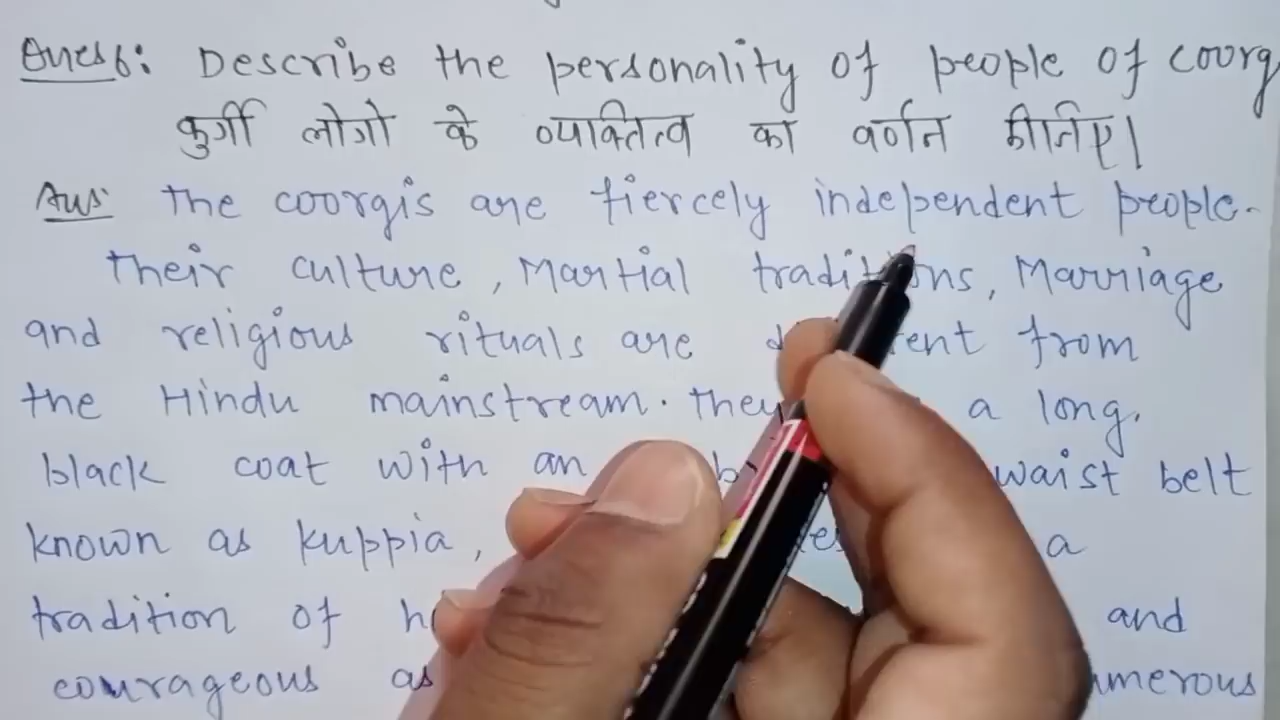 Ques: Describe the personality of people of coorg
कुर्गी लोगो के व्यक्तित्व का वर्णन कीजिए।
Ans: The coorgis are fiercely independent people.
Their culture, Martial traditions, Marriage
and religious rituals are from
the Hindu mainstream. they a long,
black coat with an waist belt
known as kuppia,
a
tradition of and
courageous as